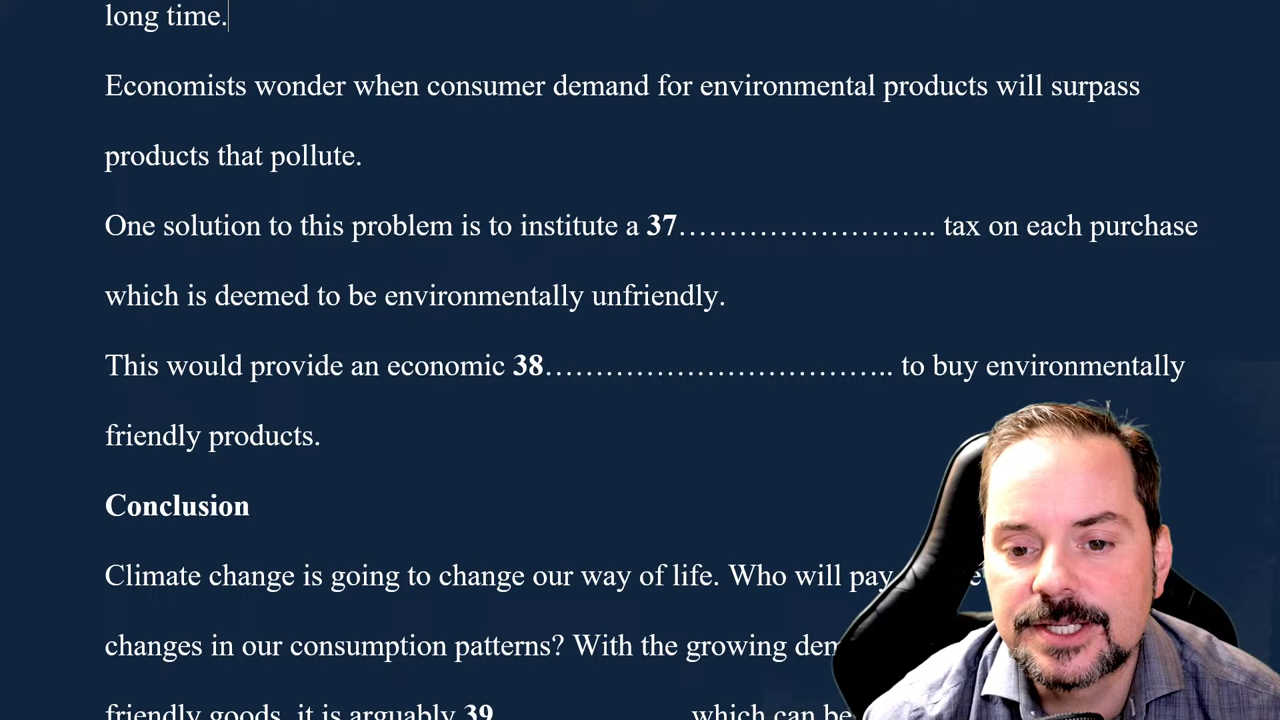 long time.
Economists wonder when consumer demand for environmental products will surpass
products that pollute.
One solution to this problem is to institute a 37…………………….. tax on each purchase
which is deemed to be environmentally unfriendly.
This would provide an economic 38…………………………….. to buy environmentally
friendly products.
Conclusion
Climate change is going to change our way of life. Who will pay
changes in our consumption patterns? With the growing
friendly goods, it is arguably 39 which can be